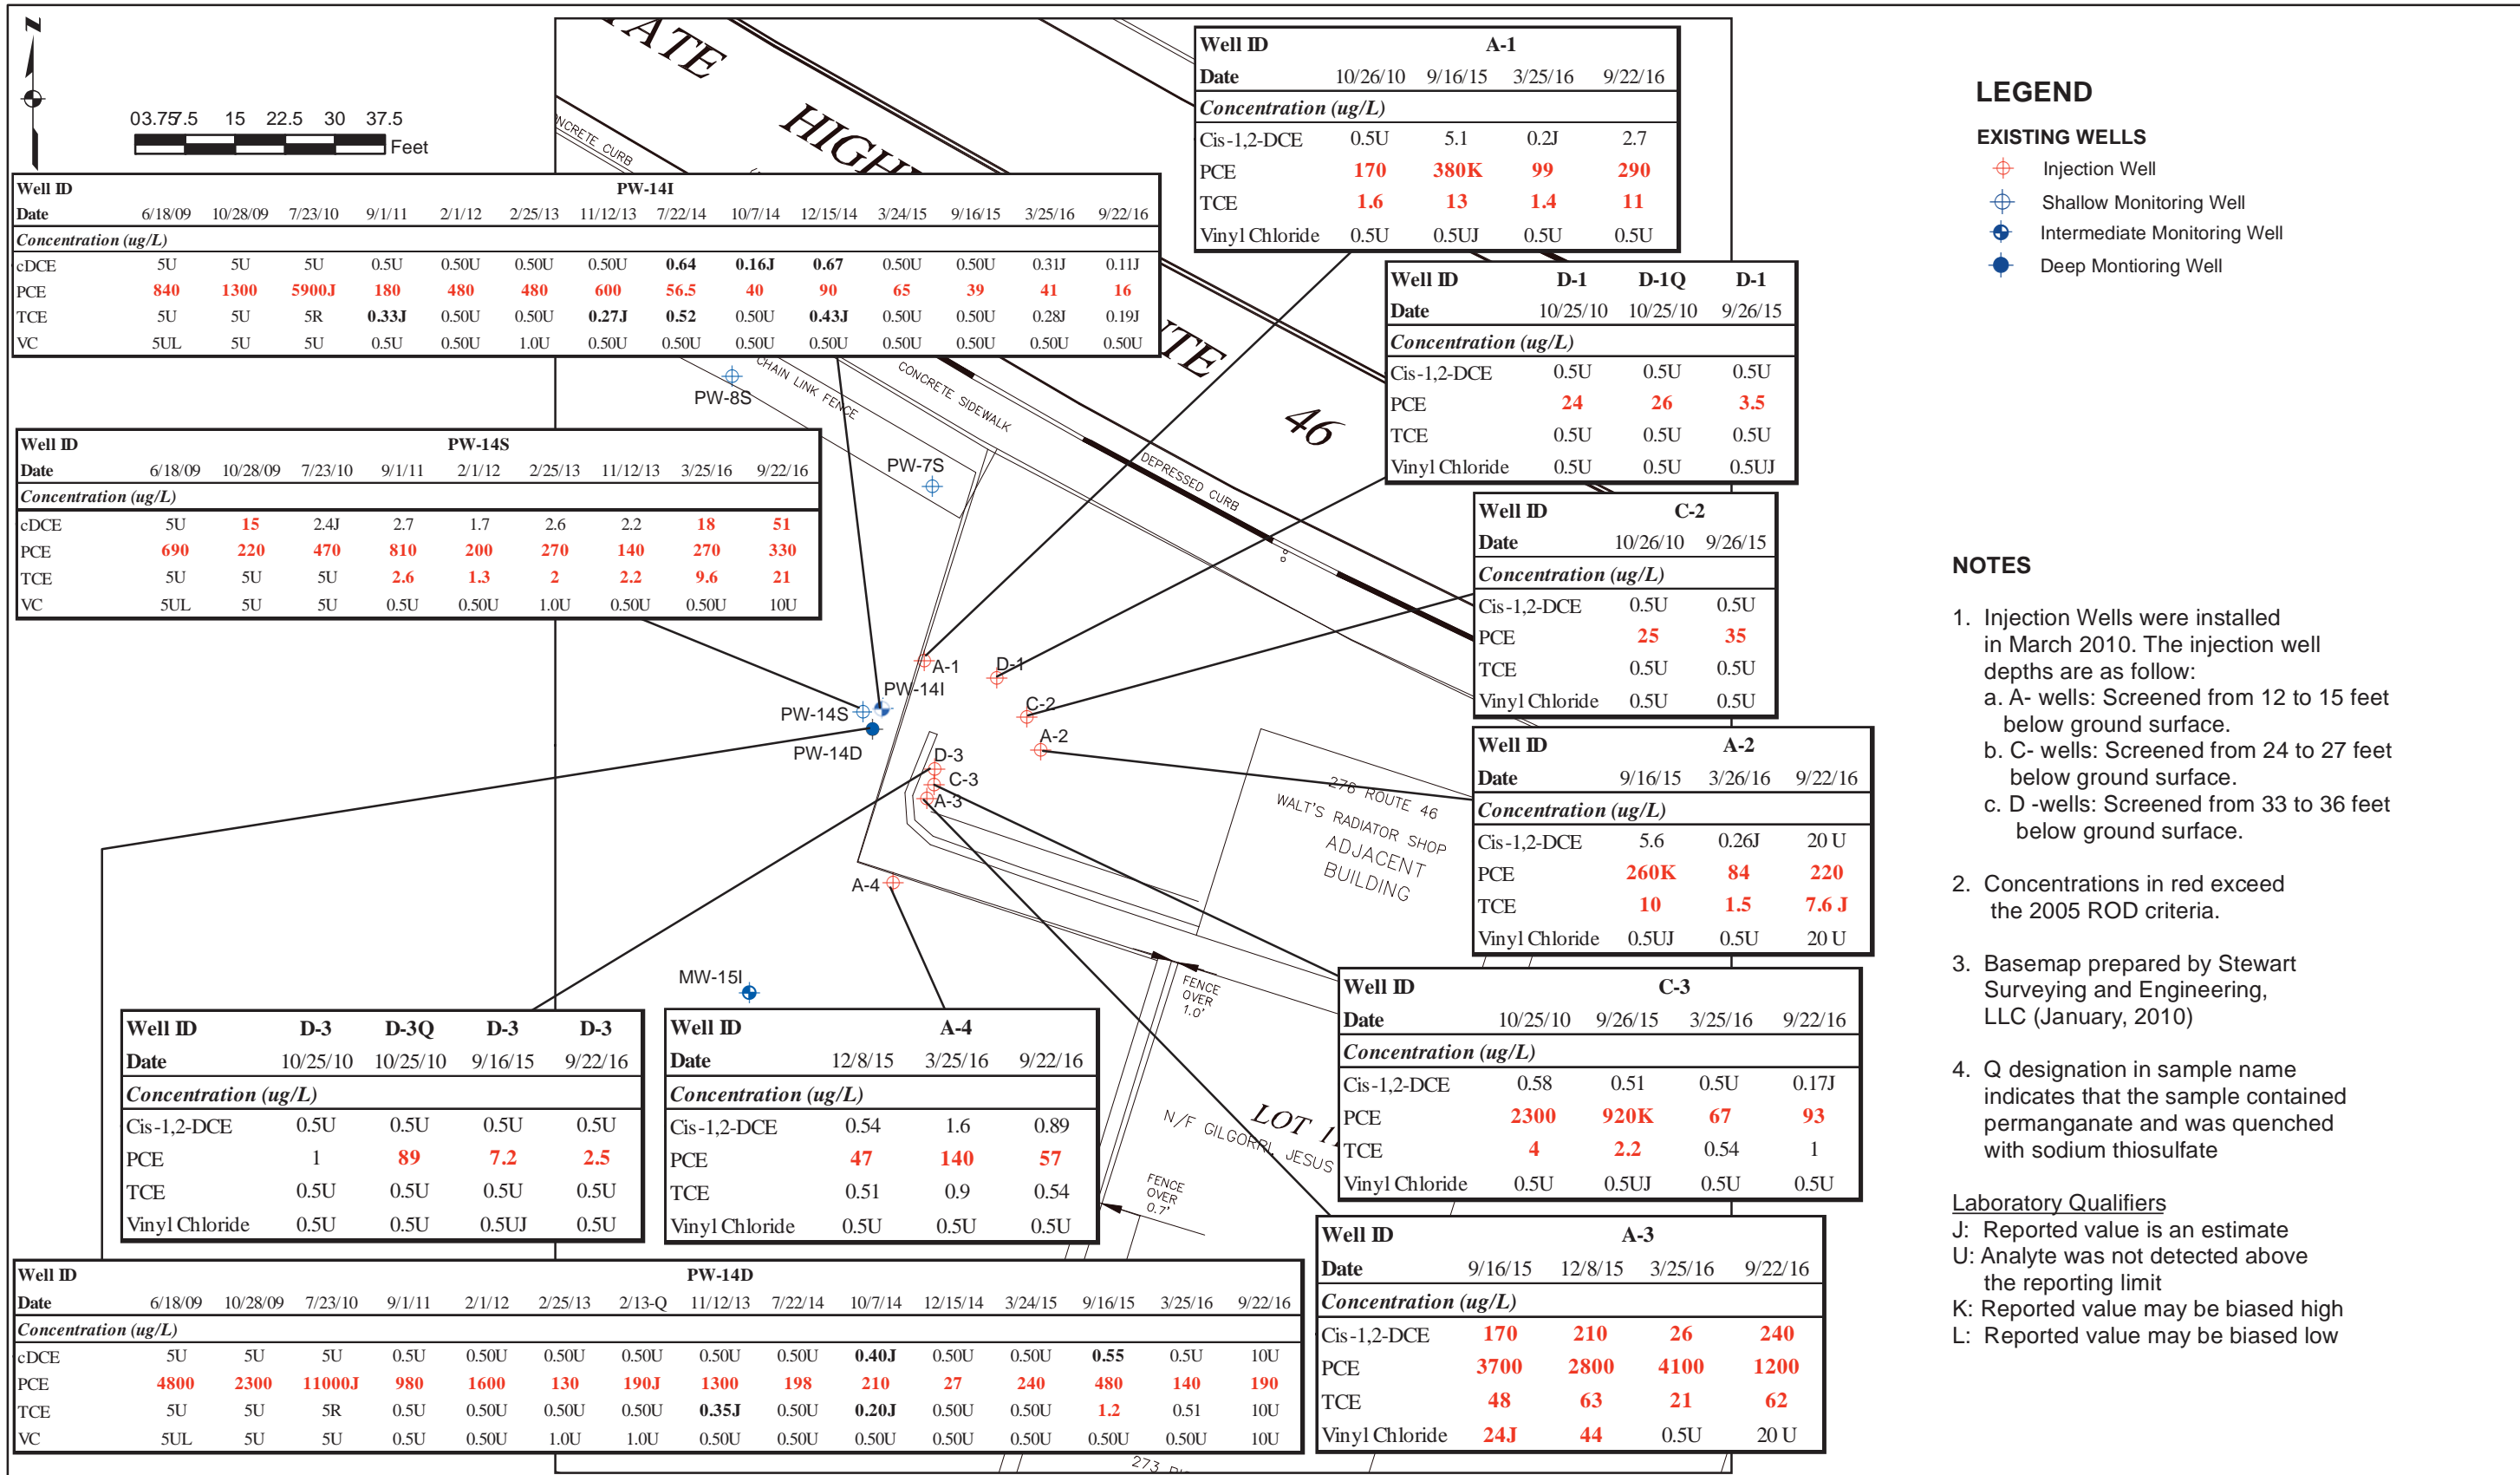 Z
03.757.5 15 22.5 30 37.5
Feet
ATE HIGH
TE 46
CONCRETE CURB
CHAIN LINK FENCE
CONCRETE SIDEWALK
DEPRESSED CURB
Well ID A-1
Date 10/26/10 9/16/15 3/25/16 9/22/16
Concentration (ug/L)
Cis-1,2-DCE 0.5U 5.1 0.2J 2.7
PCE 170 380K 99 290
TCE 1.6 13 1.4 11
Vinyl Chloride 0.5U 0.5UJ 0.5U 0.5U
Well ID PW-14I
Date 6/18/09 10/28/09 7/23/10 9/1/11 2/1/12 2/25/13 11/12/13 7/22/14 10/7/14 12/15/14 3/24/15 9/16/15 3/25/16 9/22/16
Concentration (ug/L)
cDCE 5U 5U 5U 0.5U 0.50U 0.50U 0.50U 0.64 0.16J 0.67 0.50U 0.50U 0.31J 0.11J
PCE 840 1300 5900J 180 480 480 600 56.5 40 90 65 39 41 16
TCE 5U 5U 5R 0.33J 0.50U 0.50U 0.27J 0.52 0.50U 0.43J 0.50U 0.50U 0.28J 0.19J
VC 5UL 5U 5U 0.5U 0.50U 1.0U 0.50U 0.50U 0.50U 0.50U 0.50U 0.50U 0.50U 0.50U
Well ID D-1 D-1Q D-1
Date 10/25/10 10/25/10 9/26/15
Concentration (ug/L)
Cis-1,2-DCE 0.5U 0.5U 0.5U
PCE 24 26 3.5
TCE 0.5U 0.5U 0.5U
Vinyl Chloride 0.5U 0.5U 0.5UJ
Well ID PW-14S
Date 6/18/09 10/28/09 7/23/10 9/1/11 2/1/12 2/25/13 11/12/13 3/25/16 9/22/16
Concentration (ug/L)
cDCE 5U 15 2.4J 2.7 1.7 2.6 2.2 18 51
PCE 690 220 470 810 200 270 140 270 330
TCE 5U 5U 5U 2.6 1.3 2 2.2 9.6 21
VC 5UL 5U 5U 0.5U 0.50U 1.0U 0.50U 0.50U 10U
Well ID C-2
Date 10/26/10 9/26/15
Concentration (ug/L)
Cis-1,2-DCE 0.5U 0.5U
PCE 25 35
TCE 0.5U 0.5U
Vinyl Chloride 0.5U 0.5U
PW-8S
PW-7S
A-1
D-1
PW-14I
PW-14S
C-2
PW-14D
A-2
D-3
C-3
A-3
A-4
MW-15I
276 ROUTE 46
WALT'S RADIATOR SHOP
ADJACENT
BUILDING
FENCE
OVER
1.0'
LOT 1
N/F GILGORRI, JESUS
FENCE
OVER
0.7'
273
Well ID A-2
Date 9/16/15 3/26/16 9/22/16
Concentration (ug/L)
Cis-1,2-DCE 5.6 0.26J 20 U
PCE 260K 84 220
TCE 10 1.5 7.6 J
Vinyl Chloride 0.5UJ 0.5U 20 U
Well ID C-3
Date 10/25/10 9/26/15 3/25/16 9/22/16
Concentration (ug/L)
Cis-1,2-DCE 0.58 0.51 0.5U 0.17J
PCE 2300 920K 67 93
TCE 4 2.2 0.54 1
Vinyl Chloride 0.5U 0.5UJ 0.5U 0.5U
Well ID D-3 D-3Q D-3 D-3
Date 10/25/10 10/25/10 9/16/15 9/22/16
Concentration (ug/L)
Cis-1,2-DCE 0.5U 0.5U 0.5U 0.5U
PCE 1 89 7.2 2.5
TCE 0.5U 0.5U 0.5U 0.5U
Vinyl Chloride 0.5U 0.5U 0.5UJ 0.5U
Well ID A-4
Date 12/8/15 3/25/16 9/22/16
Concentration (ug/L)
Cis-1,2-DCE 0.54 1.6 0.89
PCE 47 140 57
TCE 0.51 0.9 0.54
Vinyl Chloride 0.5U 0.5U 0.5U
Well ID A-3
Date 9/16/15 12/8/15 3/25/16 9/22/16
Concentration (ug/L)
Cis-1,2-DCE 170 210 26 240
PCE 3700 2800 4100 1200
TCE 48 63 21 62
Vinyl Chloride 24J 44 0.5U 20 U
Well ID PW-14D
Date 6/18/09 10/28/09 7/23/10 9/1/11 2/1/12 2/25/13 2/13-Q 11/12/13 7/22/14 10/7/14 12/15/14 3/24/15 9/16/15 3/25/16 9/22/16
Concentration (ug/L)
cDCE 5U 5U 5U 0.5U 0.50U 0.50U 0.50U 0.50U 0.50U 0.40J 0.50U 0.50U 0.55 0.5U 10U
PCE 4800 2300 11000J 980 1600 130 190J 1300 198 210 27 240 480 140 190
TCE 5U 5U 5R 0.5U 0.50U 0.50U 0.50U 0.35J 0.50U 0.20J 0.50U 0.50U 1.2 0.51 10U
VC 5UL 5U 5U 0.5U 0.50U 1.0U 1.0U 0.50U 0.50U 0.50U 0.50U 0.50U 0.50U 0.50U 10U
LEGEND
EXISTING WELLS
Injection Well
Shallow Monitoring Well
Intermediate Monitoring Well
Deep Montioring Well
NOTES
1. Injection Wells were installed
in March 2010. The injection well
depths are as follow:
a. A- wells: Screened from 12 to 15 feet
below ground surface.
b. C- wells: Screened from 24 to 27 feet
below ground surface.
c. D -wells: Screened from 33 to 36 feet
below ground surface.
2. Concentrations in red exceed
the 2005 ROD criteria.
3. Basemap prepared by Stewart
Surveying and Engineering,
LLC (January, 2010)
4. Q designation in sample name
indicates that the sample contained
permanganate and was quenched
with sodium thiosulfate
Laboratory Qualifiers
J: Reported value is an estimate
U: Analyte was not detected above
the reporting limit
K: Reported value may be biased high
L: Reported value may be biased low